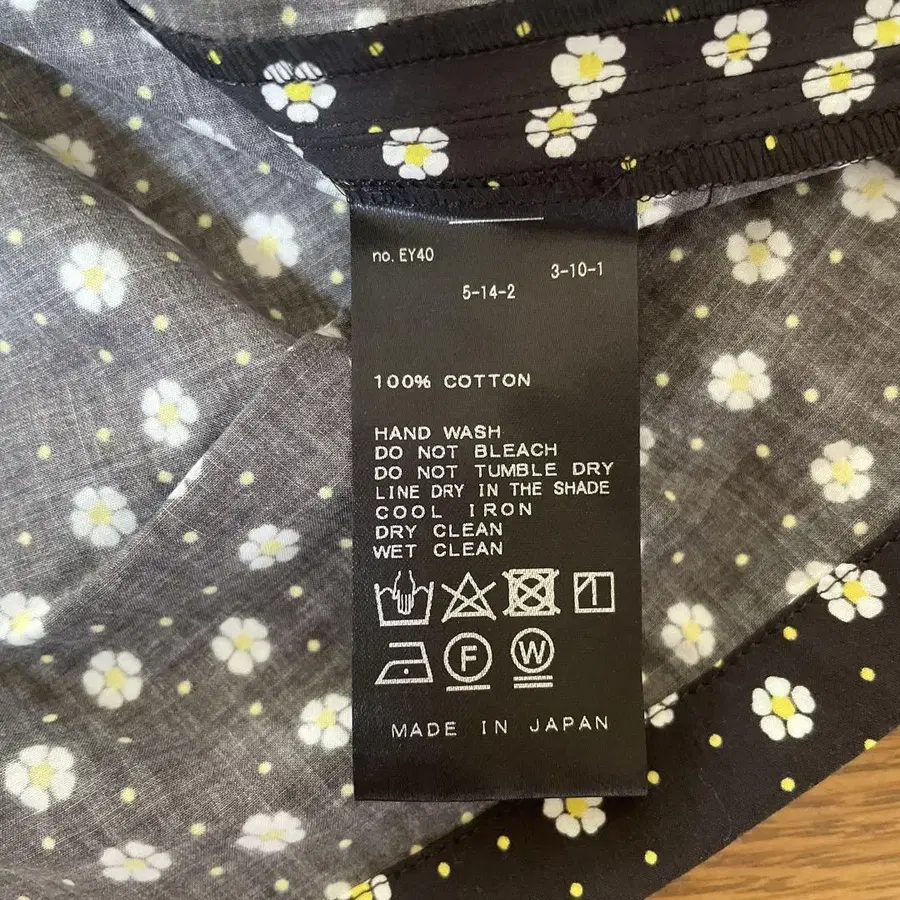 no. EY40
3-10-1
5-14-2
100% COTTON
HAND WASH
DO NOT BLEACH
DO NOT TUMBLE DRY
LINE DRY IN THE SHADE
COOL IRON
DRY CLEAN
WET CLEAN
F W
MADE IN JAPAN